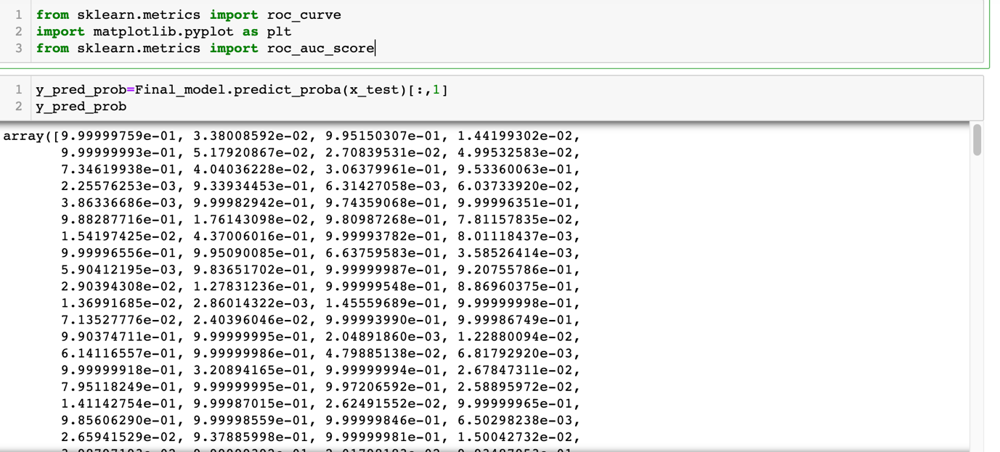 1 from sklearn.metrics import roc_curve
2 import matplotlib.pyplot as plt
3 from sklearn.metrics import roc_auc_score
1 y_pred_prob=Final_model.predict_proba(x_test)[:,1]
2 y_pred_prob
array([9.99999759e-01, 3.38008592e-02, 9.95150307e-01, 1.44199302e-02,
9.99999993e-01, 5.17920867e-02, 2.70839531e-02, 4.99532583e-02,
7.34619938e-01, 4.04036228e-02, 3.06379961e-01, 9.53360063e-01,
2.25576253e-03, 9.33934453e-01, 6.31427058e-03, 6.03733920e-02,
3.86336686e-03, 9.99982942e-01, 9.74359068e-01, 9.99996351e-01,
9.88287716e-01, 1.76143098e-02, 9.80987268e-01, 7.81157835e-02,
1.54197425e-02, 4.37006016e-01, 9.99993782e-01, 8.01118437e-03,
9.99996556e-01, 9.95090085e-01, 6.63759583e-01, 3.58526414e-03,
5.90412195e-03, 9.83651702e-01, 9.99999987e-01, 9.20755786e-01,
2.90394308e-02, 1.27831236e-01, 9.99999548e-01, 8.86960375e-01,
1.36991685e-02, 2.86014322e-03, 1.45559689e-01, 9.99999998e-01,
7.13527776e-02, 2.40396046e-02, 9.99993990e-01, 9.99986749e-01,
9.90374711e-01, 9.99999995e-01, 2.04891860e-03, 1.22880094e-02,
6.14116557e-01, 9.99999986e-01, 4.79885138e-02, 6.81792920e-03,
9.99999918e-01, 3.20894165e-01, 9.99999994e-01, 2.67847311e-02,
7.95118249e-01, 9.99999995e-01, 9.97206592e-01, 2.58895972e-02,
1.41142754e-01, 9.99987015e-01, 2.62491552e-02, 9.99999965e-01,
9.85606290e-01, 9.99998559e-01, 9.99999846e-01, 6.50298238e-03,
2.65941529e-02, 9.37885998e-01, 9.99999981e-01, 1.50042732e-02,